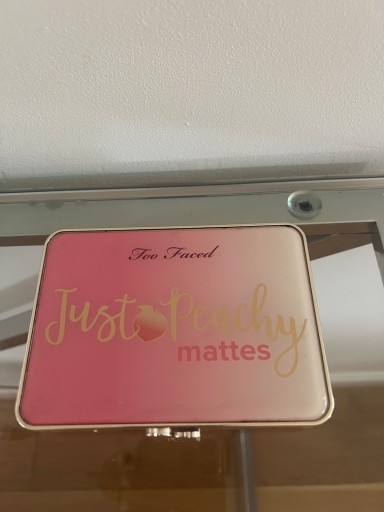 Too Faced
Just Peachy
mattes